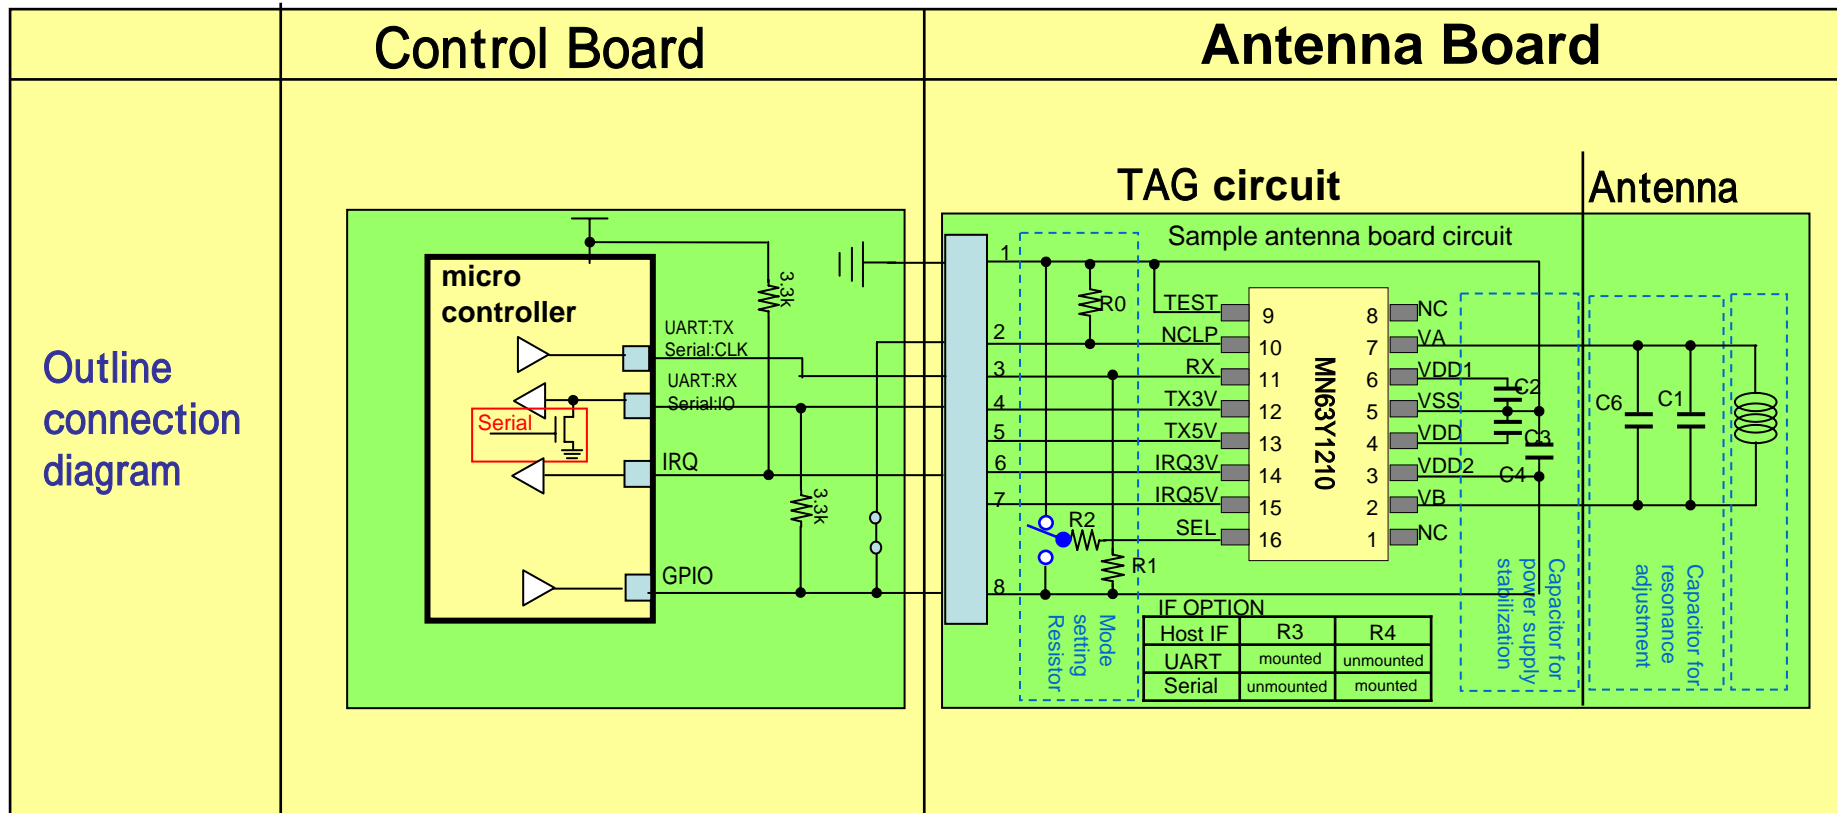 Control Board
Antenna Board
Outline
connection
diagram
TAG circuit
Antenna
Sample antenna board circuit
micro
controller
UART:TX
Serial:CLK
UART:RX
Serial:IO
Serial
IRQ
GPIO
3.3k
3.3k
1
2
3
4
5
6
7
8
R0
R2
R1
TEST
NCLP
RX
TX3V
TX5V
IRQ3V
IRQ5V
SEL
9
10
11
12
13
14
15
16
MN63Y1210
8
7
6
5
4
3
2
1
NC
VA
VDD1
VSS
VDD
VDD2
VB
NC
C2
C3
C4
C6
C1
Mode
setting
Resistor
Capacitor for
power supply
stabilization
Capacitor for
resonance
adjustment
IF OPTION
Host IF R3 R4
UART mounted unmounted
Serial unmounted mounted